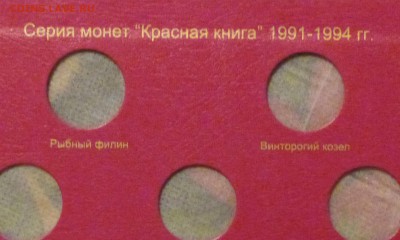 Серия монет "Красная книга" 1991-1994 гг.
Рыбный филин
Винторогий козел